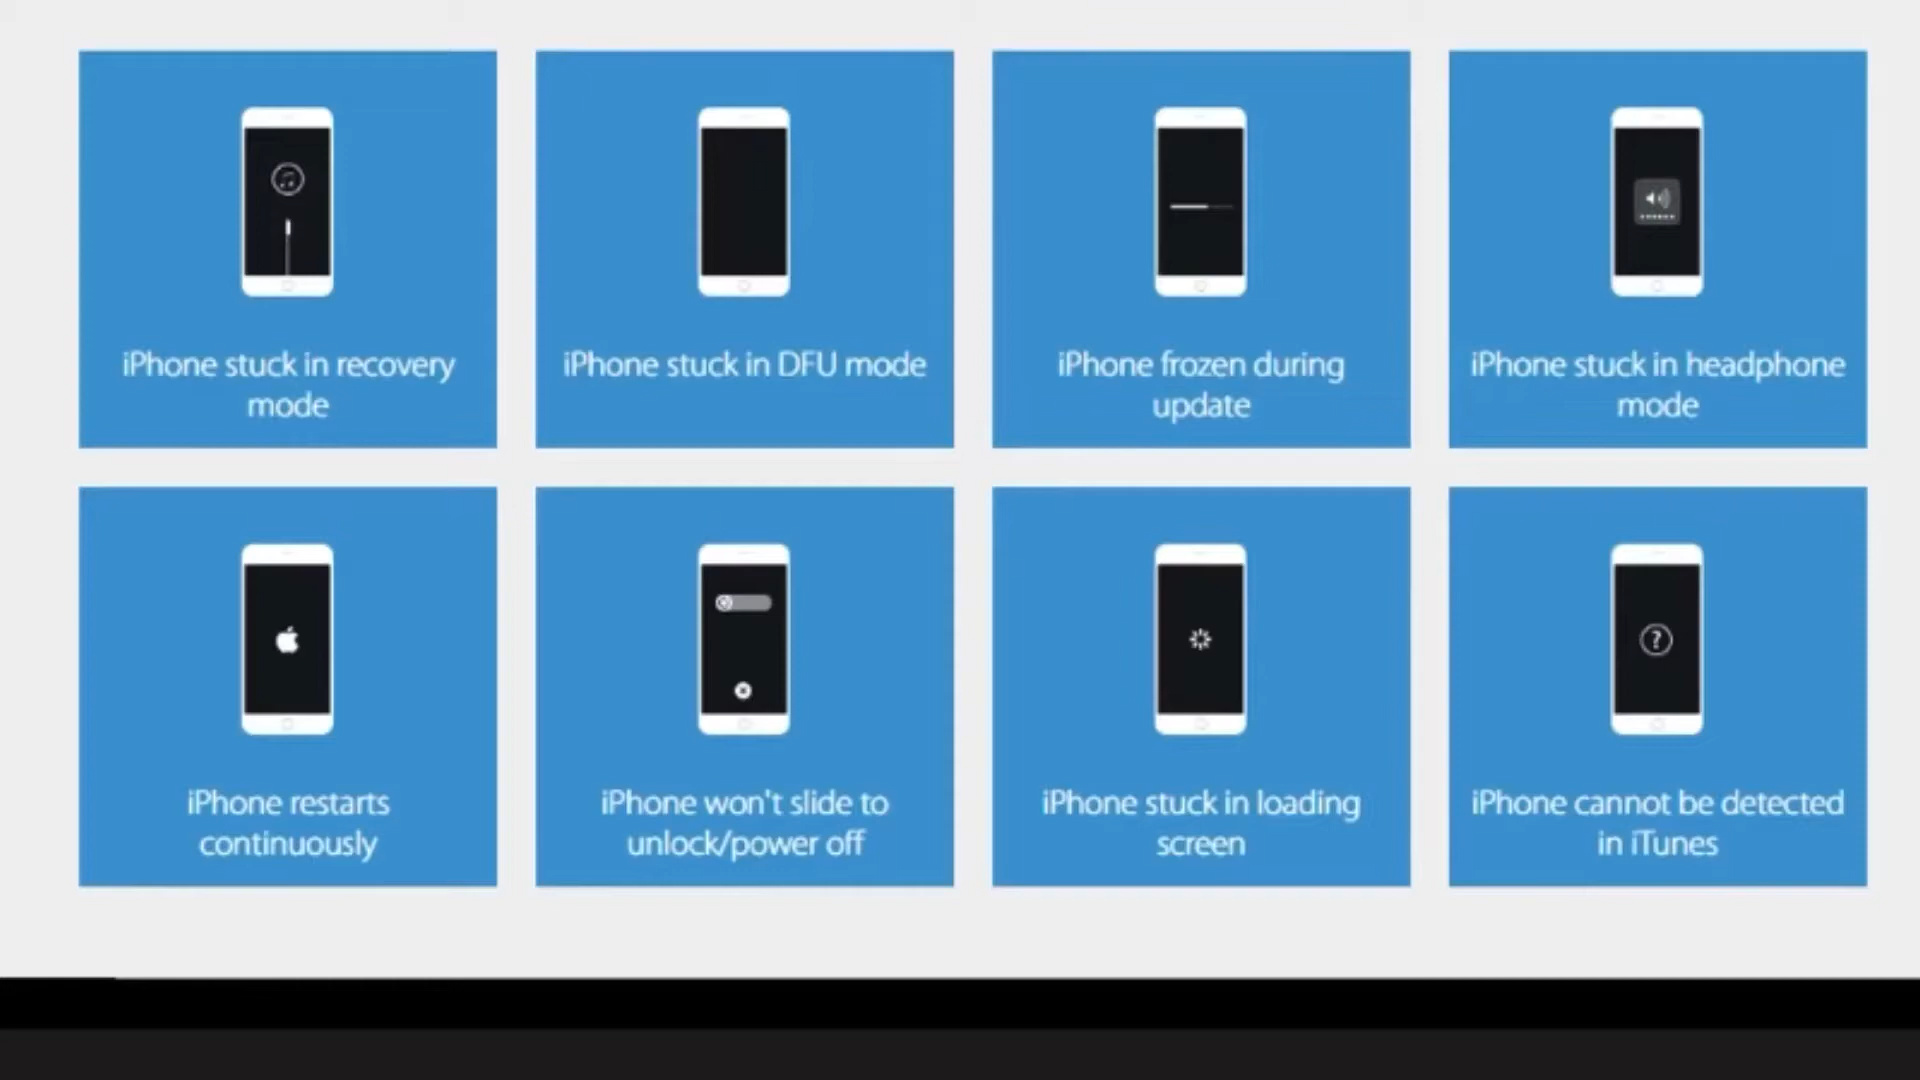 iPhone stuck in recovery
mode
iPhone stuck in DFU mode
iPhone frozen during
update
iPhone stuck in headphone
mode
iPhone restarts
continuously
iPhone won't slide to
unlock/power off
iPhone stuck in loading
screen
iPhone cannot be detected
in iTunes